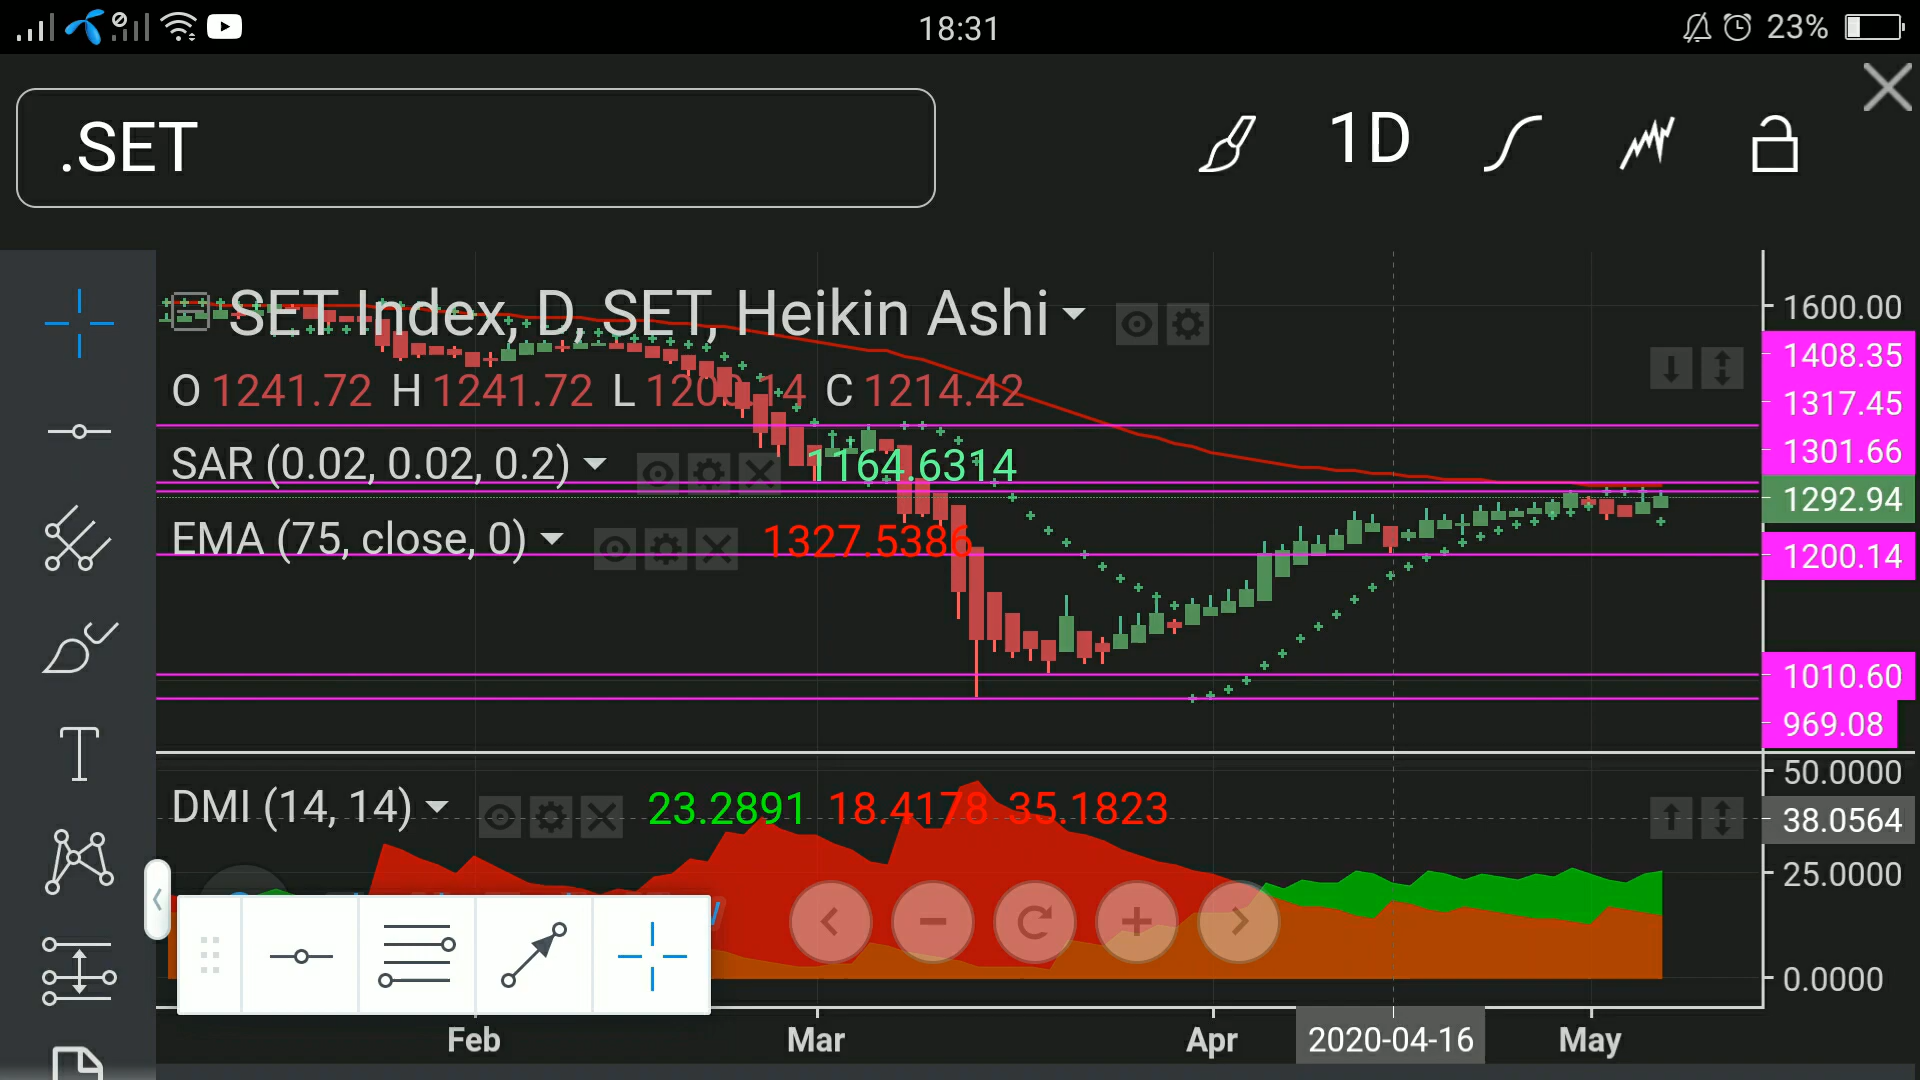 18:31
23%
.SET
1D
SET Index, D, SET, Heikin Ashi
O 1241.72 H 1241.72 L 1200.14 C 1214.42
SAR (0.02, 0.02, 0.2) 1164.6314
EMA (75, close, 0) 1327.5386
1600.00
1408.35
1317.45
1301.66
1292.94
1200.14
1010.60
969.08
DMI (14, 14) 23.2891 18.4178 35.1823
50.0000
38.0564
25.0000
0.0000
Feb Mar Apr 2020-04-16 May